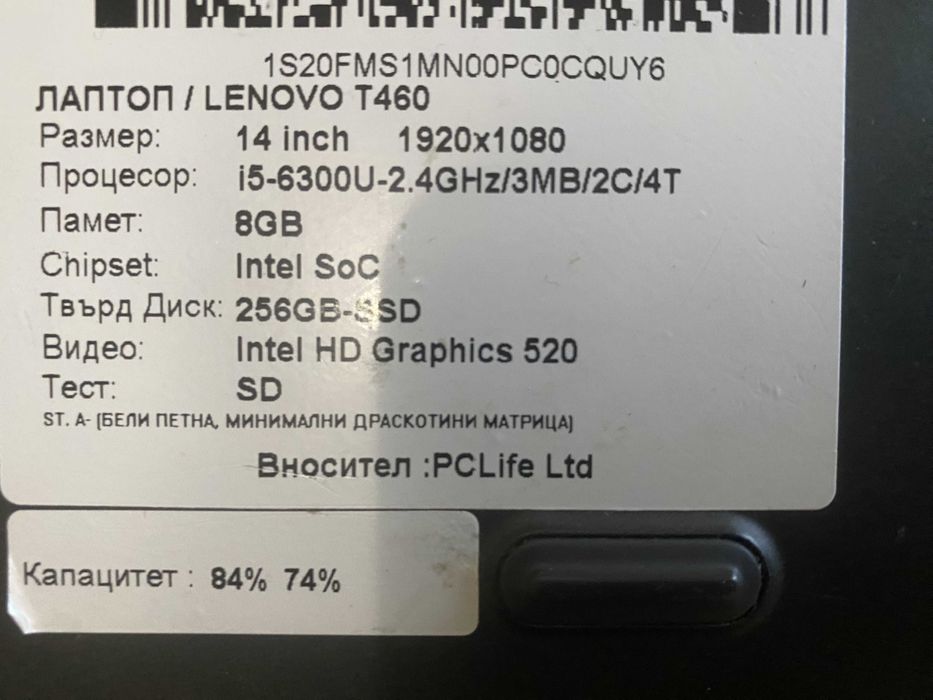 1S20FMS1MN00PC0CQUY6
ЛАПТОП / LENOVO T460
Размер: 14 inch 1920x1080
Процесор: i5-6300U-2.4GHz/3MB/2C/4T
Памет: 8GB
Chipset: Intel SoC
Твърд Диск: 256GB-SSD
Видео: Intel HD Graphics 520
Тест: SD
ST. A- (БЕЛИ ПЕТНА, МИНИМАЛНИ ДРАСКОТИНИ МАТРИЦА)
Вносител :PCLife Ltd
Капацитет : 84% 74%